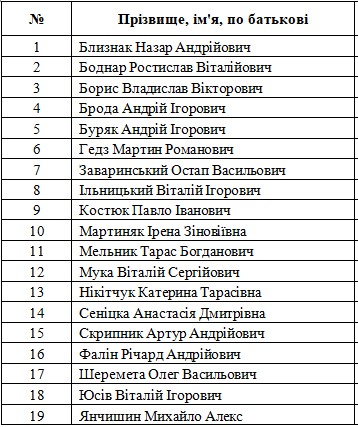 № Прізвище, ім'я, по батькові
1 Близнак Назар Андрійович
2 Боднар Ростислав Віталійович
3 Борис Владислав Вікторович
4 Брода Андрій Ігорович
5 Буряк Андрій Ігорович
6 Гедз Мартин Романович
7 Заваринський Остап Васильович
8 Ільницький Віталій Ігорович
9 Костюк Павло Іванович
10 Мартиняк Ірена Зіновіївна
11 Мельник Тарас Богданович
12 Мука Віталій Сергійович
13 Нікітчук Катерина Тарасівна
14 Сеніцка Анастасія Дмитрівна
15 Скрипник Артур Андрійович
16 Фалін Річард Андрійович
17 Шеремета Олег Васильович
18 Юсів Віталій Ігорович
19 Янчишин Михайло Алекс